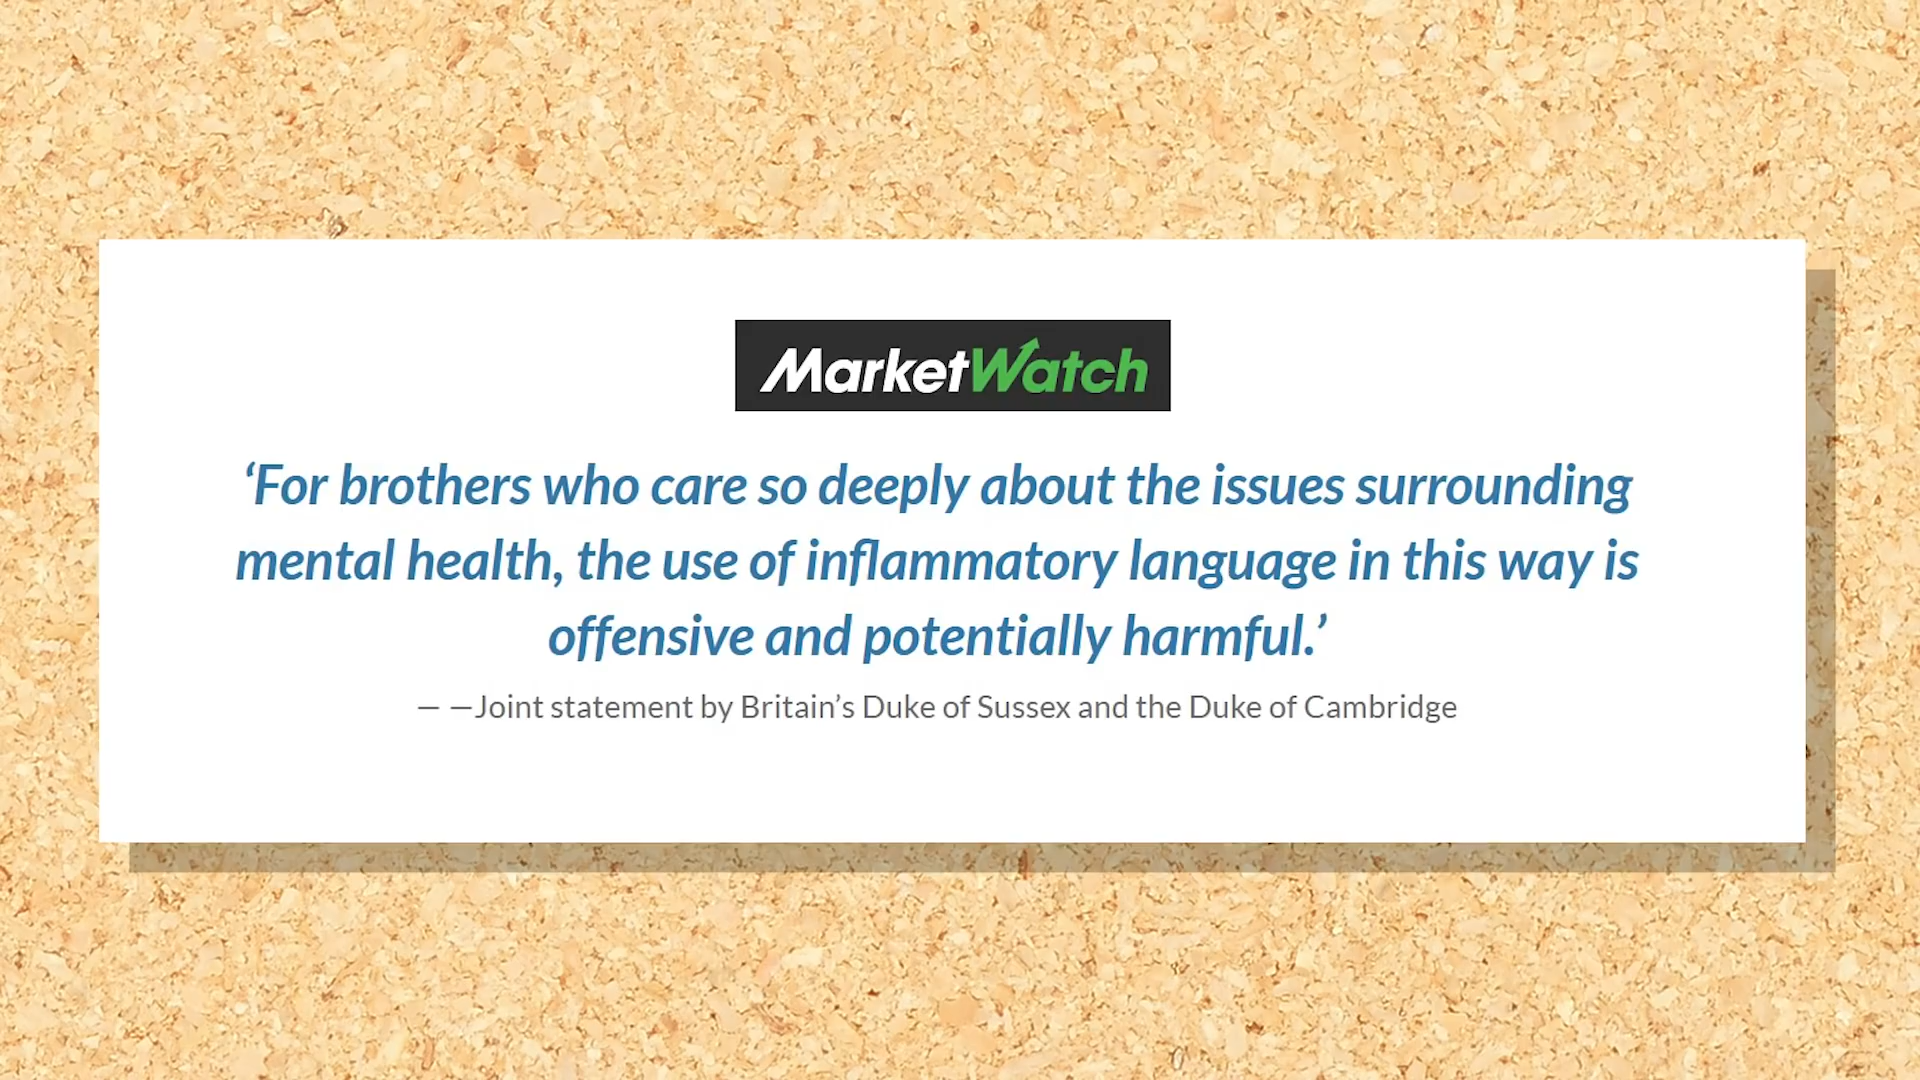 MarketWatch
‘For brothers who care so deeply about the issues surrounding
mental health, the use of inflammatory language in this way is
offensive and potentially harmful.’
— —Joint statement by Britain’s Duke of Sussex and the Duke of Cambridge